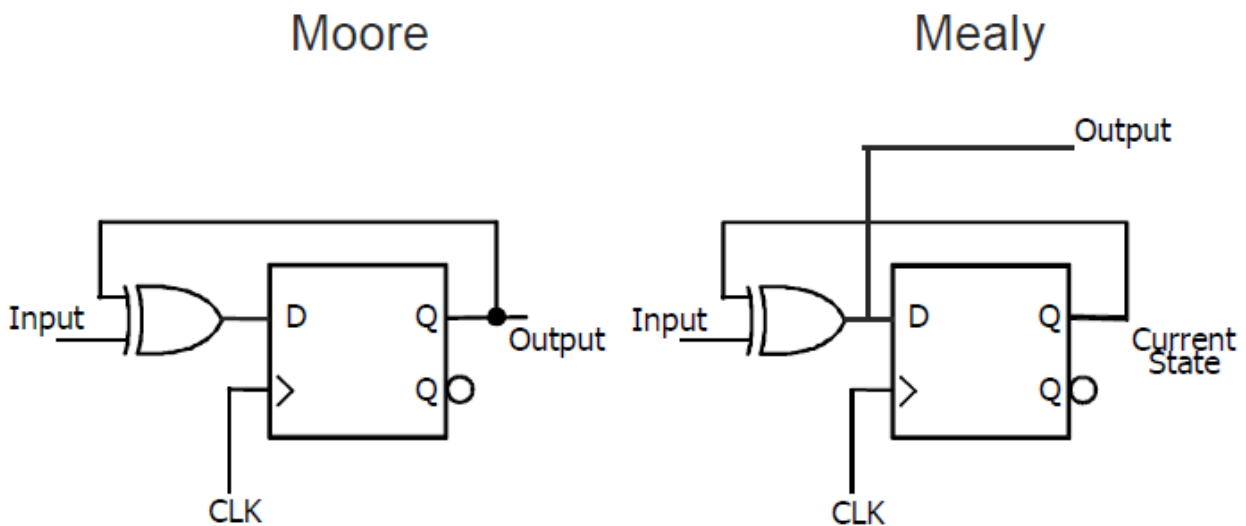 Moore
Mealy
Output
Input
D
Q
Output
Q
CLK
Input
D
Q
Current
State
Q
CLK